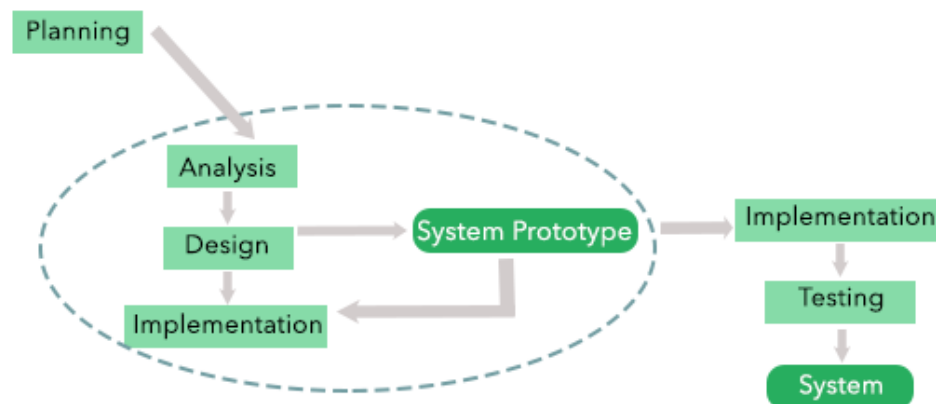 Planning
Analysis
Design
Implementation
System Prototype
Implementation
Testing
System